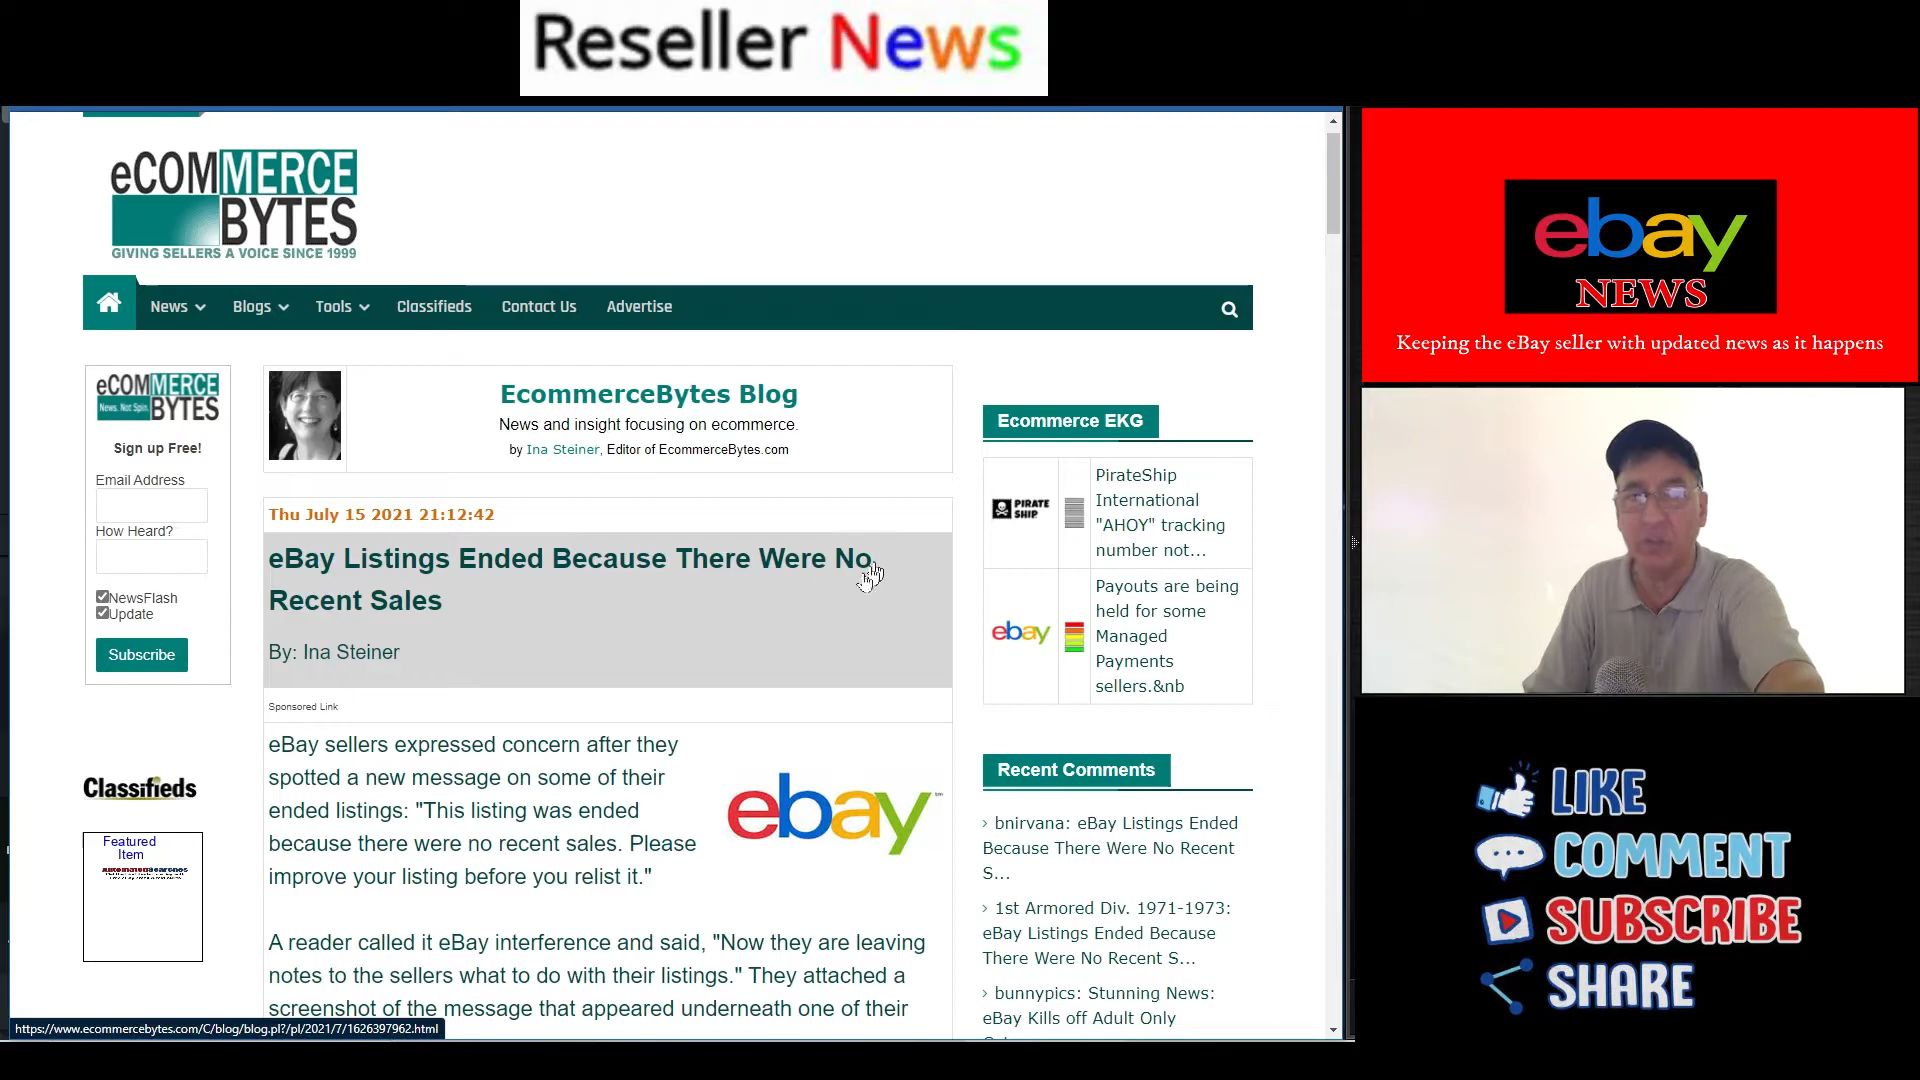 Reseller News
eCOMMERCE
BYTES
GIVING SELLERS A VOICE SINCE 1999
News
Blogs
Tools
Classifieds
Contact Us
Advertise
eCOMMERCE
News. Not Spin.
BYTES
Sign up Free!
Email Address
How Heard?
NewsFlash
Update
Subscribe
Classifieds
Featured
Item
EcommerceBytes Blog
News and insight focusing on ecommerce.
by Ina Steiner, Editor of EcommerceBytes.com
Thu July 15 2021 21:12:42
eBay Listings Ended Because There Were No
Recent Sales
By: Ina Steiner
Sponsored Link
eBay sellers expressed concern after they
spotted a new message on some of their
ended listings: "This listing was ended
because there were no recent sales. Please
improve your listing before you relist it."
ebay
A reader called it eBay interference and said, "Now they are leaving
notes to the sellers what to do with their listings." They attached a
screenshot of the message that appeared underneath one of their
https://www.ecommercebytes.com/C/blog/blog.pl?/pl/2021/7/1626397962.html
Ecommerce EKG
PIRATE
SHIP
PirateShip
International
"AHOY" tracking
number not...
ebay
Payouts are being
held for some
Managed
Payments
sellers.&nb
Recent Comments
› bnirvana: eBay Listings Ended
Because There Were No Recent
S...
› 1st Armored Div. 1971-1973:
eBay Listings Ended Because
There Were No Recent S...
› bunnypics: Stunning News:
eBay Kills off Adult Only
ebay
NEWS
Keeping the eBay seller with updated news as it happens
LIKE
COMMENT
SUBSCRIBE
SHARE